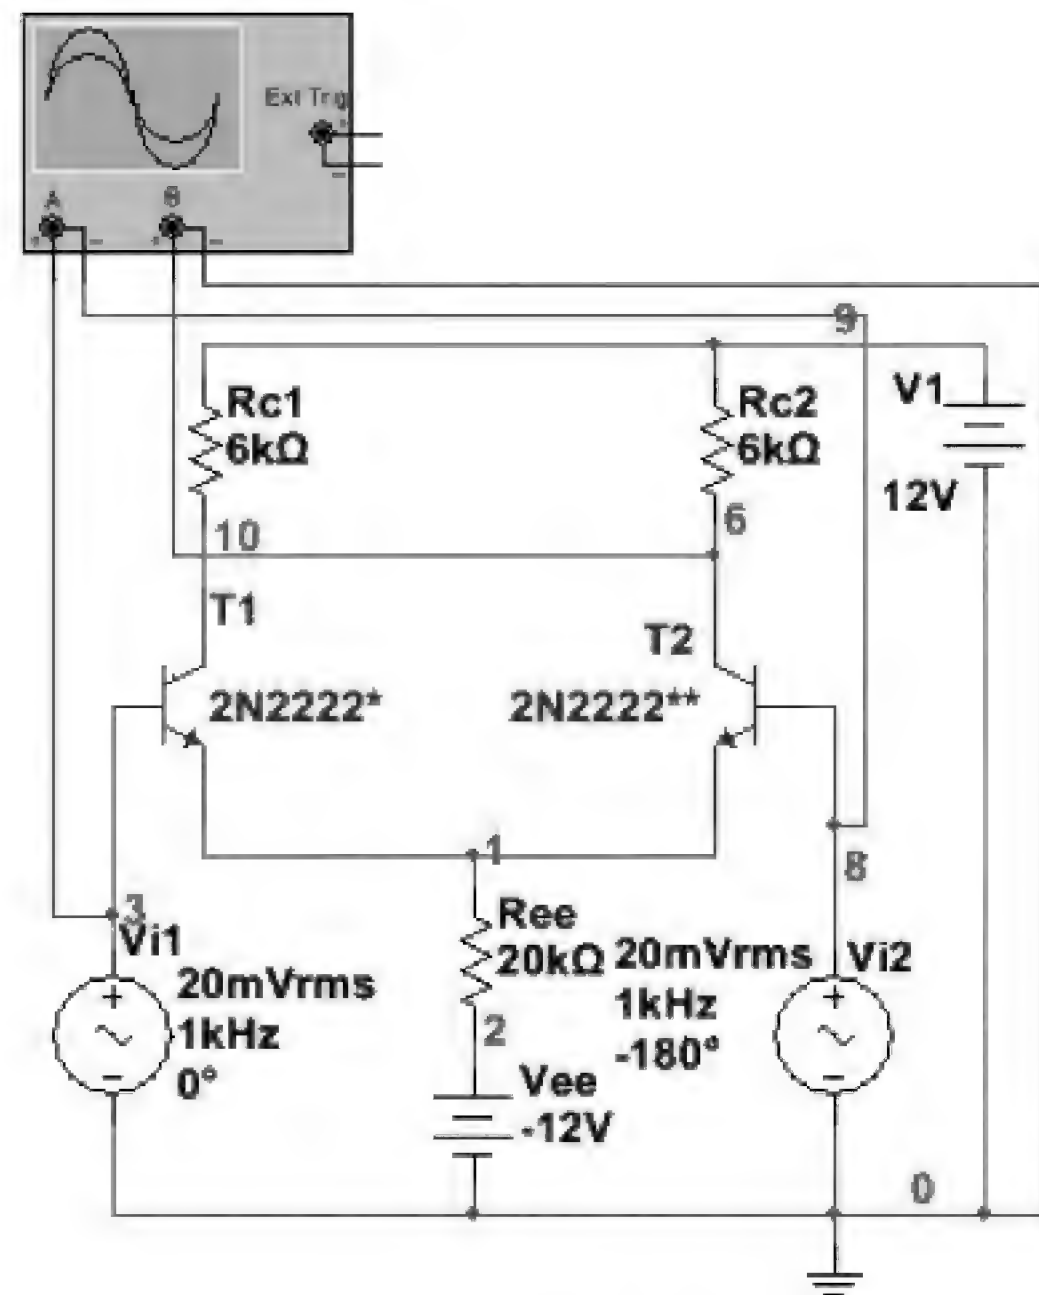 Ext Trig
+
-
A
B
+
-
+
-
9
Rc1
6kΩ
Rc2
6kΩ
V1
12V
10
6
T1
T2
2N2222*
2N2222**
1
8
3
Vi1
20mVrms
1kHz
0°
Ree
20kΩ
2
20mVrms
1kHz
-180°
Vi2
+
-
+
-
Vee
-12V
0